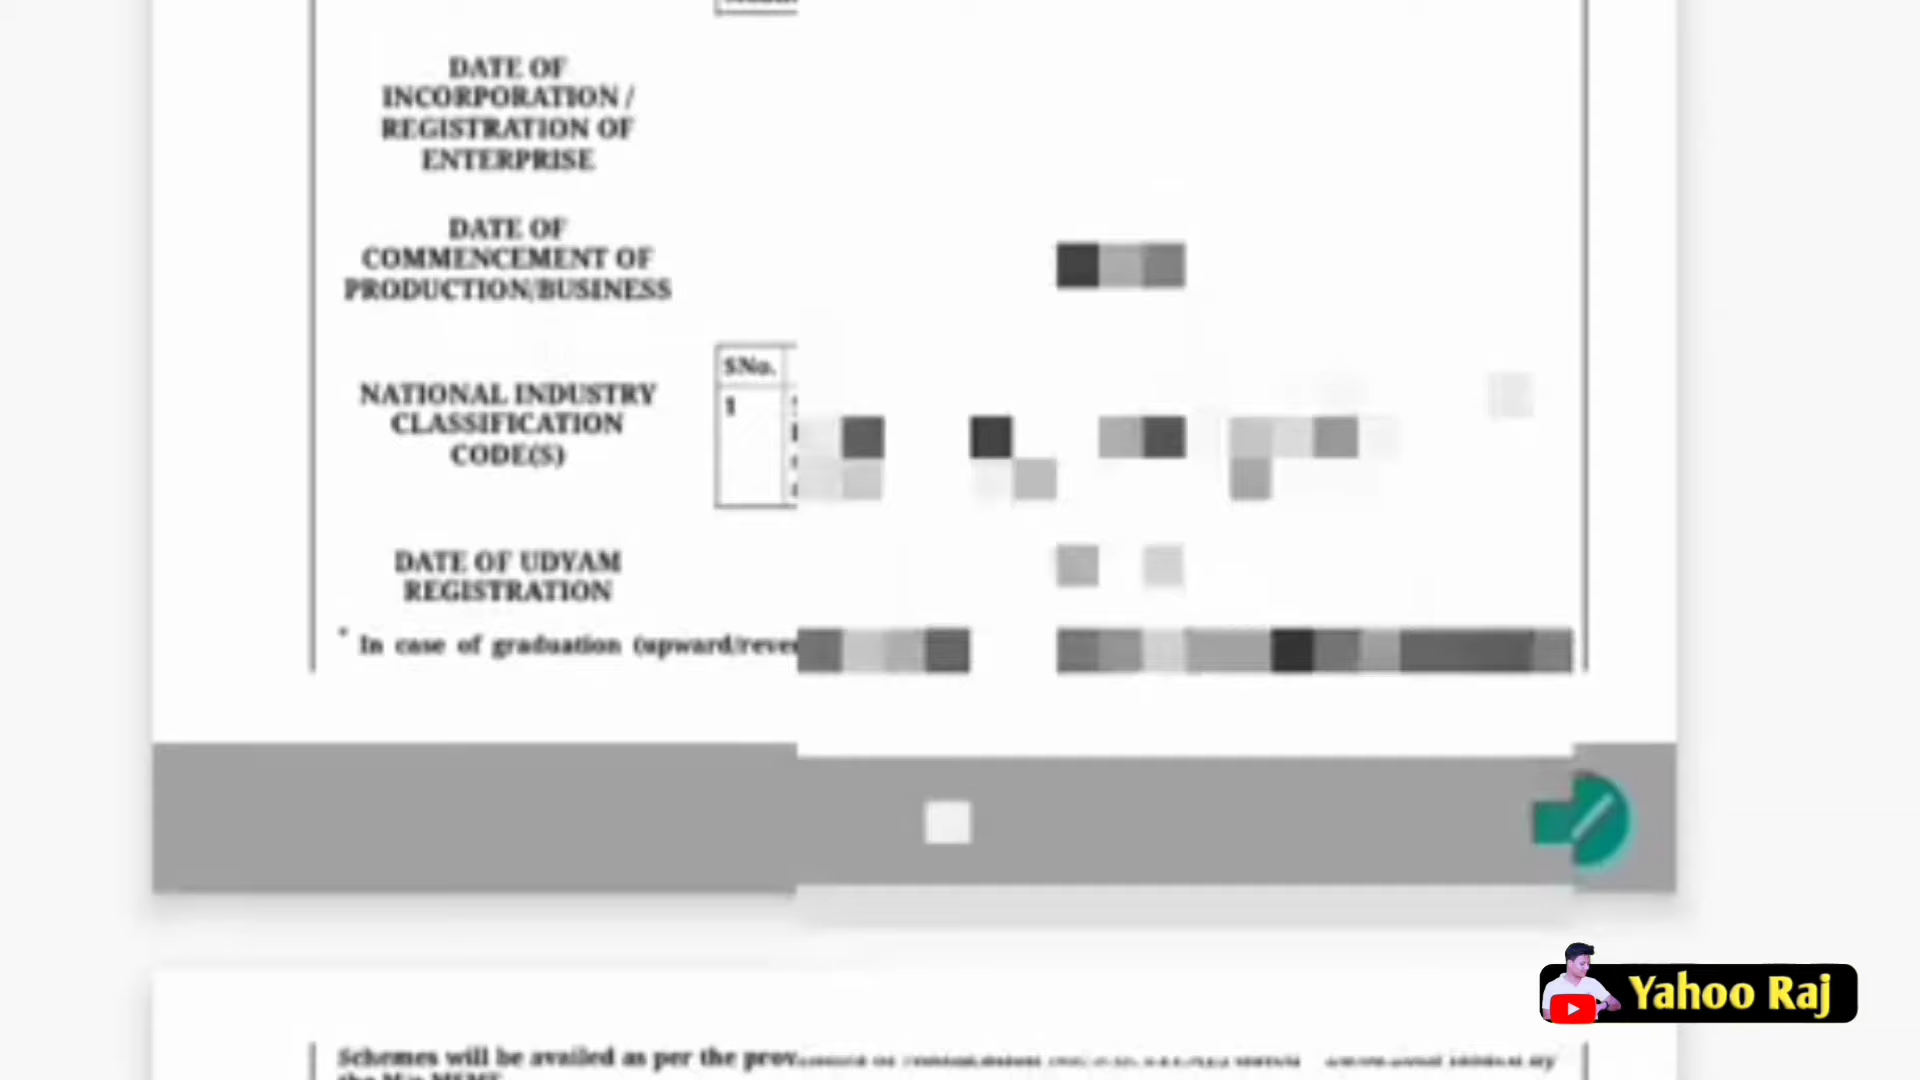 DATE OF
INCORPORATION /
REGISTRATION OF
ENTERPRISE
DATE OF
COMMENCEMENT OF
PRODUCTION/BUSINESS
SNo.
1
NATIONAL INDUSTRY
CLASSIFICATION
CODE(S)
DATE OF UDYAM
REGISTRATION
* In case of graduation (upward/rever
Yahoo Raj
Schemes will be availed as per the prov